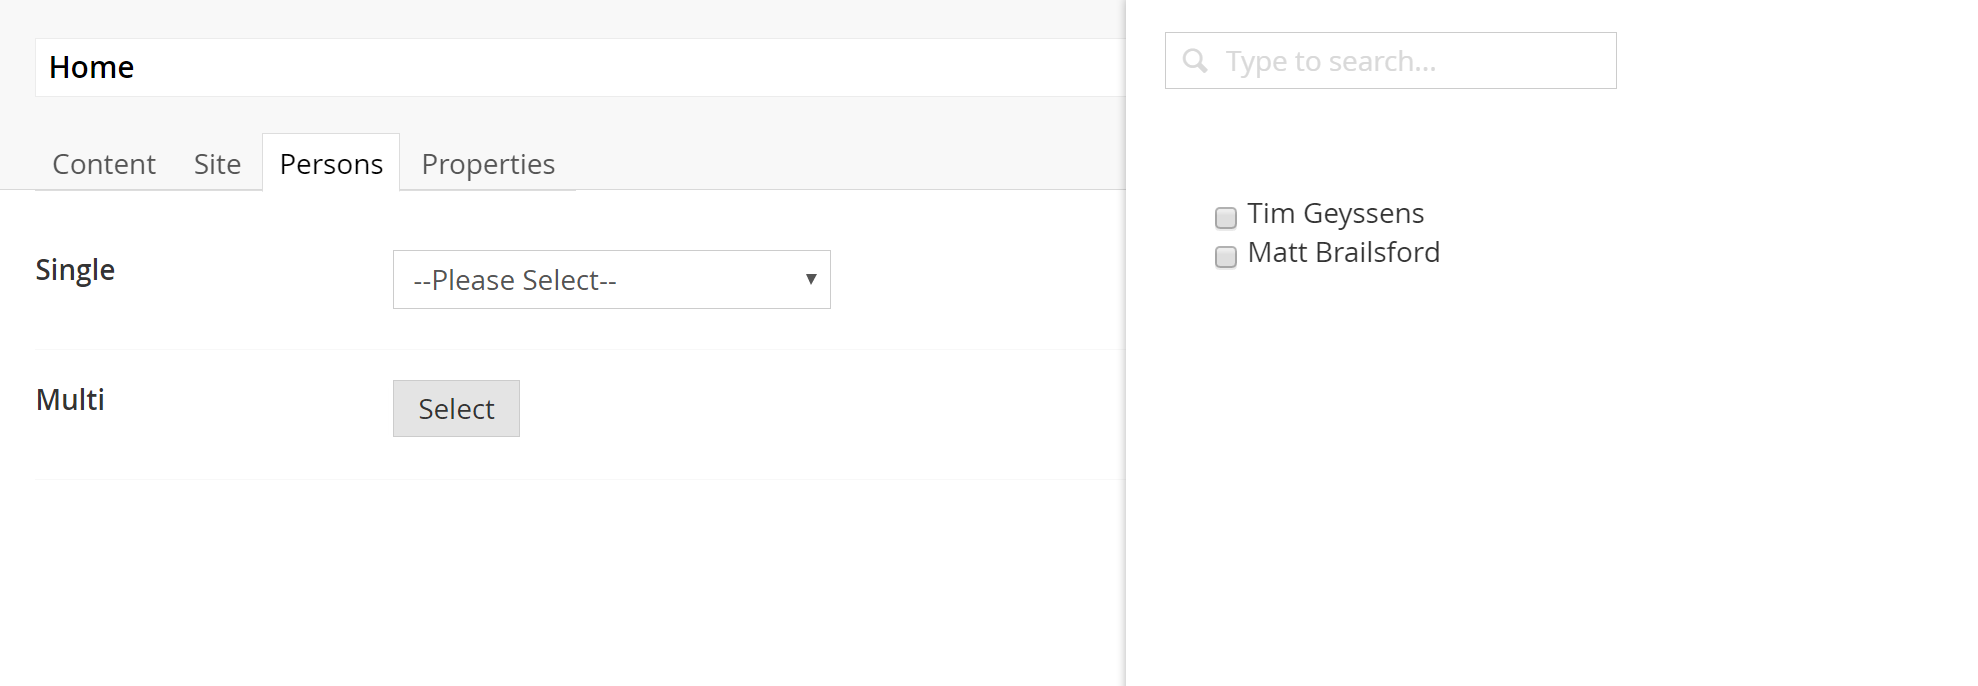 Home
Content Site Persons Properties
Single
--Please Select--
Multi
Select
Type to search...
Tim Geyssens
Matt Brailsford